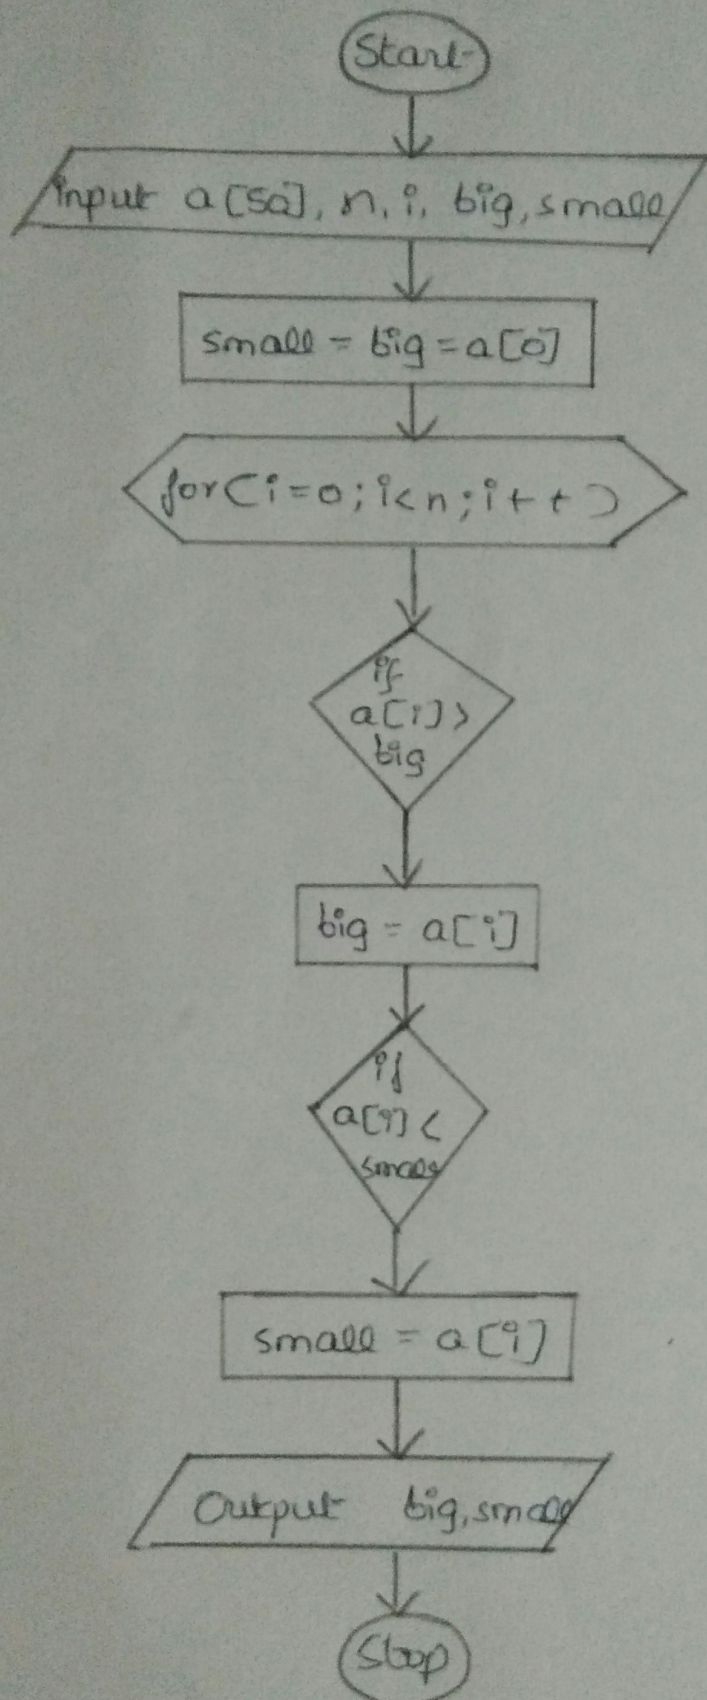 Start
input a[50], n, i, big, small
small = big = a[0]
for(i=0; i<n; i++)
if
a[i]>
big
big = a[i]
if
a[i]<
small
small = a[i]
Output big, small
Stop